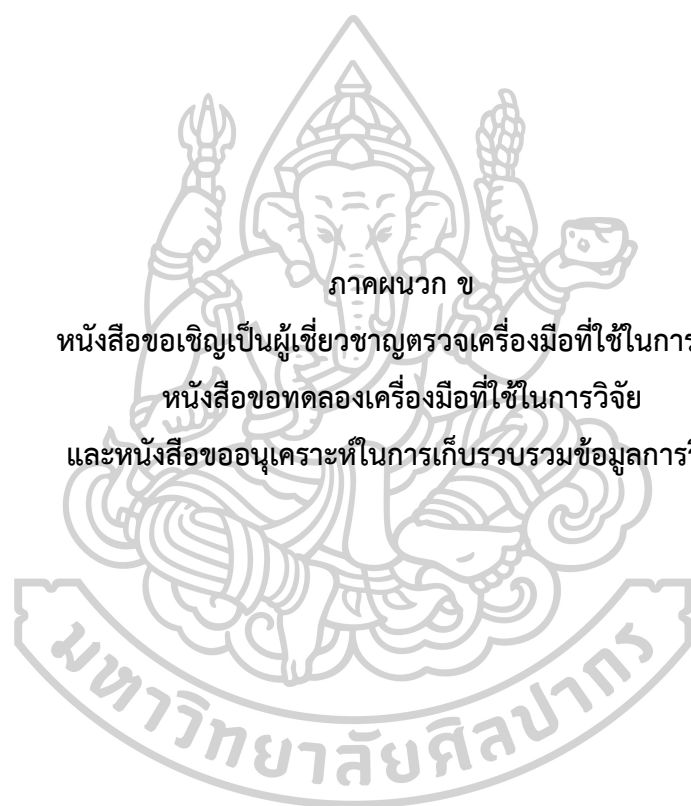 ภาคผนวก ข
หนังสือขอเชิญเป็นผู้เชี่ยวชาญตรวจเครื่องมือที่ใช้ในการ
หนังสือขอทดลองเครื่องมือที่ใช้ในการวิจัย
และหนังสือขออนุเคราะห์ในการเก็บรวบรวมข้อมูลการ
มหาวิทยาลัยศิลปากร